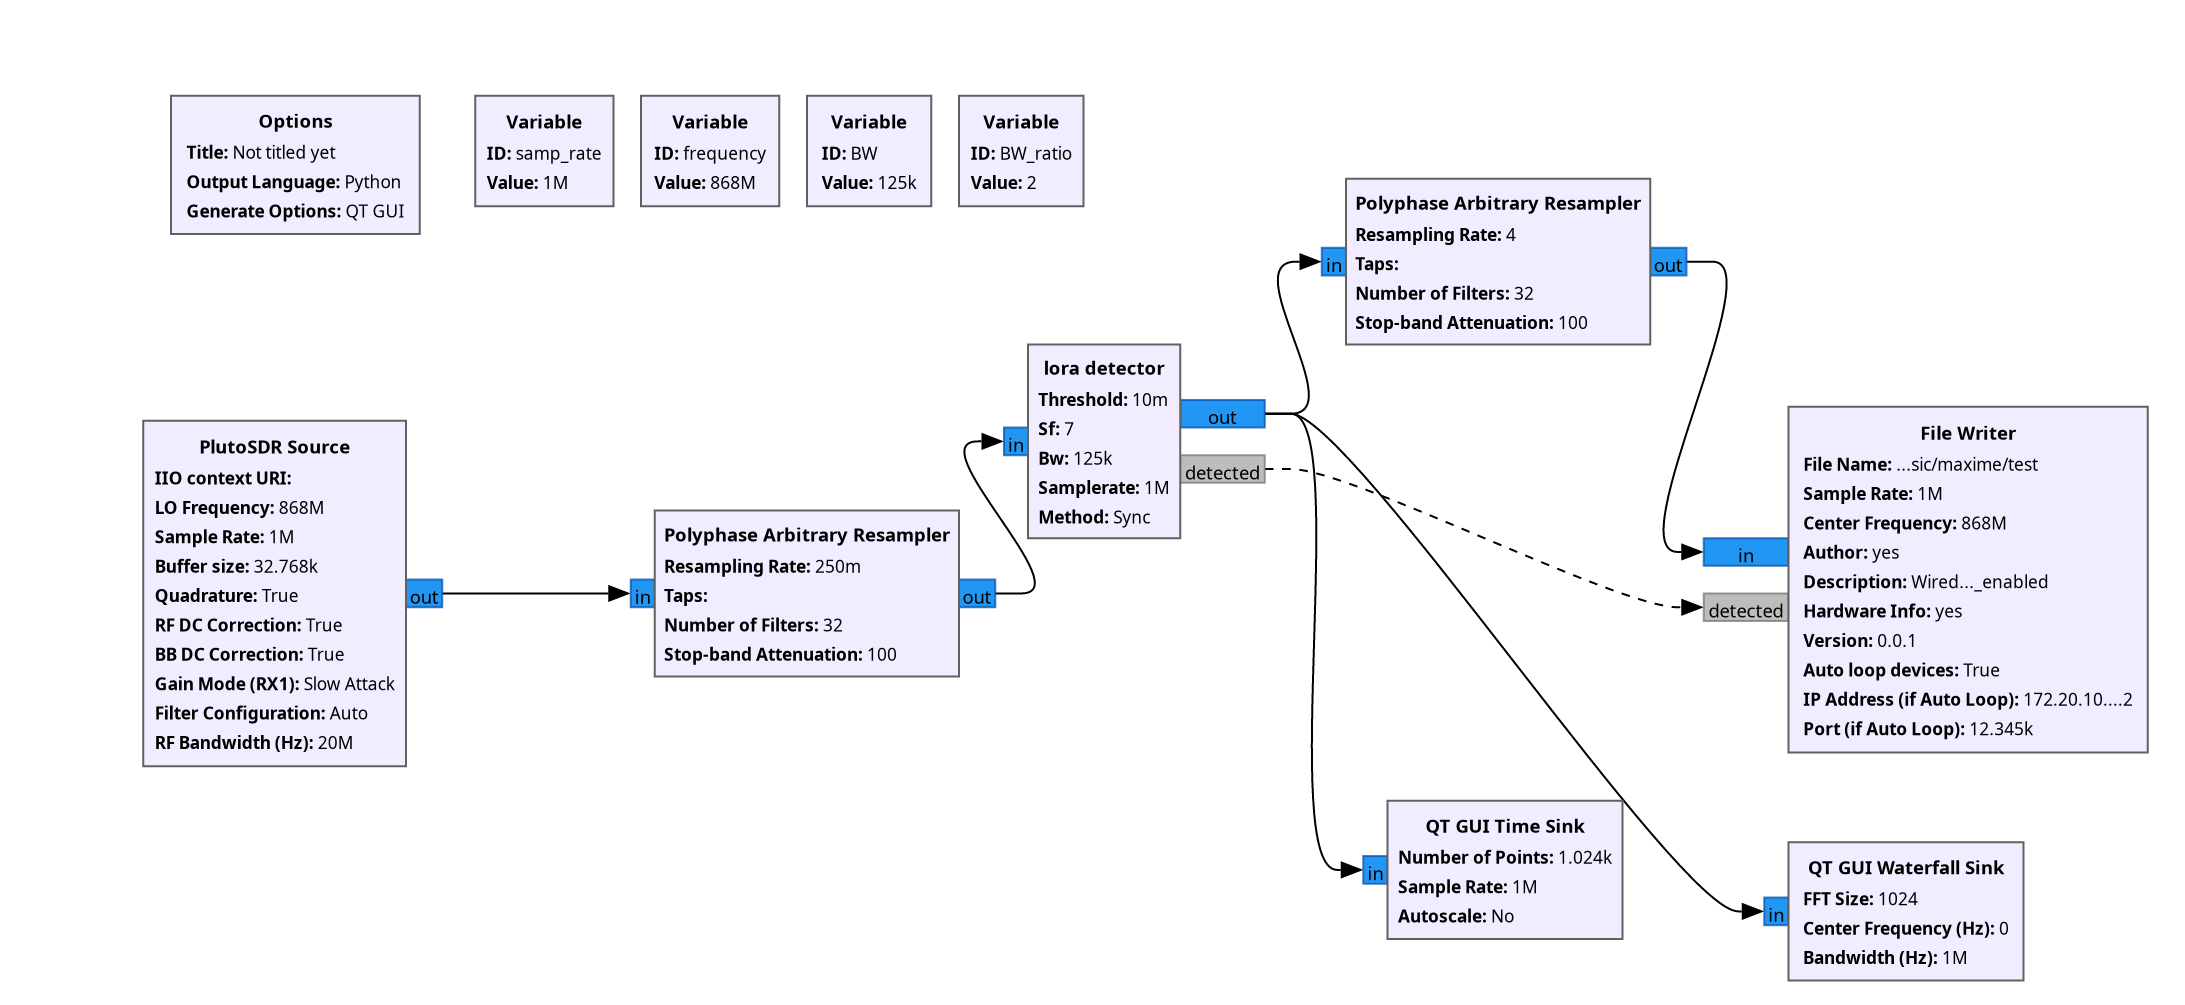 Options
Title: Not titled yet
Output Language: Python
Generate Options: QT GUI
Variable
ID: samp_rate
Value: 1M
Variable
ID: frequency
Value: 868M
Variable
ID: BW
Value: 125k
Variable
ID: BW_ratio
Value: 2
Polyphase Arbitrary Resampler
Resampling Rate: 4
Taps:
Number of Filters: 32
Stop-band Attenuation: 100
in
out
lora detector
Threshold: 10m
Sf: 7
Bw: 125k
Samplerate: 1M
Method: Sync
in
out
detected
PlutoSDR Source
IIO context URI:
LO Frequency: 868M
Sample Rate: 1M
Buffer size: 32.768k
Quadrature: True
RF DC Correction: True
BB DC Correction: True
Gain Mode (RX1): Slow Attack
Filter Configuration: Auto
RF Bandwidth (Hz): 20M
out
Polyphase Arbitrary Resampler
Resampling Rate: 250m
Taps:
Number of Filters: 32
Stop-band Attenuation: 100
in
out
File Writer
File Name: ...sic/maxime/test
Sample Rate: 1M
Center Frequency: 868M
Author: yes
Description: Wired..._enabled
Hardware Info: yes
Version: 0.0.1
Auto loop devices: True
IP Address (if Auto Loop): 172.20.10....2
Port (if Auto Loop): 12.345k
in
detected
QT GUI Time Sink
Number of Points: 1.024k
Sample Rate: 1M
Autoscale: No
in
QT GUI Waterfall Sink
FFT Size: 1024
Center Frequency (Hz): 0
Bandwidth (Hz): 1M
in